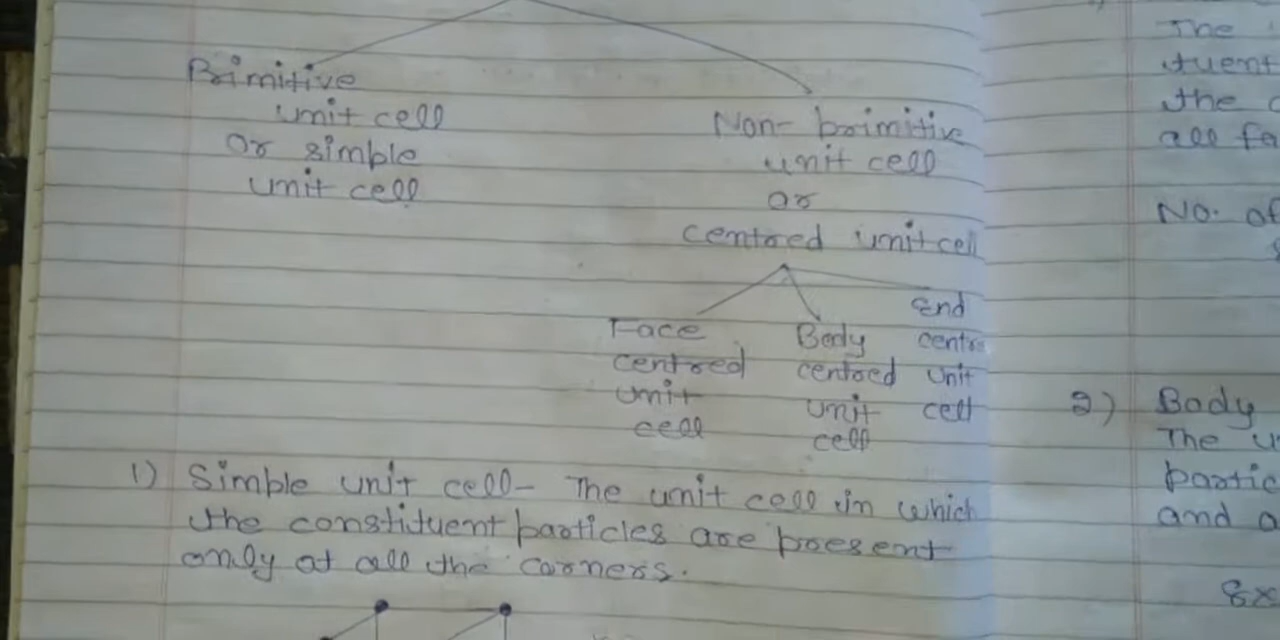 Primitive
unit cell
Or simple
unit cell
Non-primitive
unit cell
or
centred unit cell
Face
centred
unit
cell
Body
centred
unit
cell
End
centre
unit
cell
1) Simple unit cell- The unit cell in which
the constituent particles are present
only at all the corners.
The
tuent
the
all fa
No. of
2) Body
The u
partic
and a